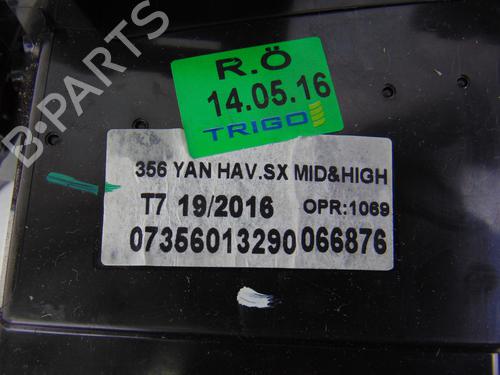 B-PARTS
R.Ö
14.05.16
TRIGO
356 YAN HAV.SX MID&HIGH
T7 19/2016 OPR:1069
07356013290 066876